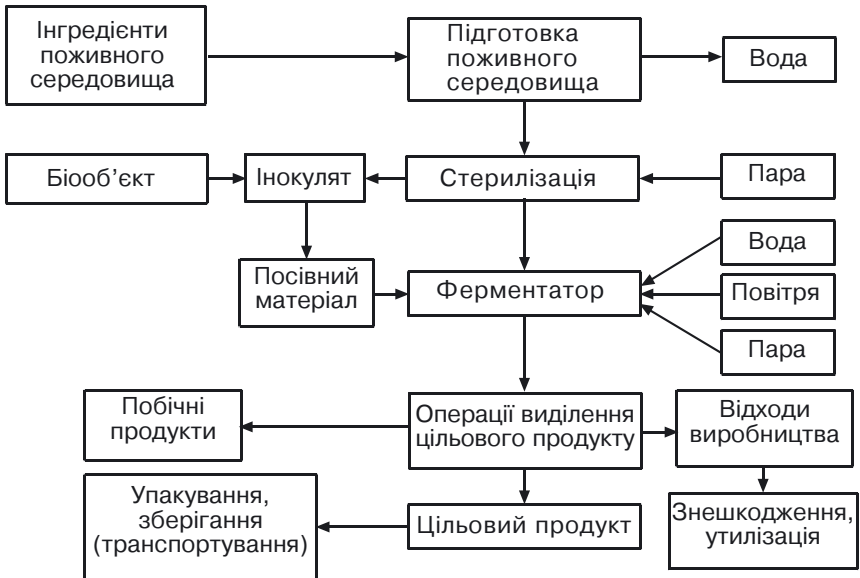 Інгредієнти
поживного
середовища
Підготовка
поживного
середовища
Вода
Біооб’єкт
Інокулят
Стерилізація
Пара
Посівний
матеріал
Ферментатор
Вода
Повітря
Пара
Побічні
продукти
Операції виділення
цільового продукту
Відходи
виробництва
Упакування,
зберігання
(транспортування)
Цільовий продукт
Знешкодження,
утилізація